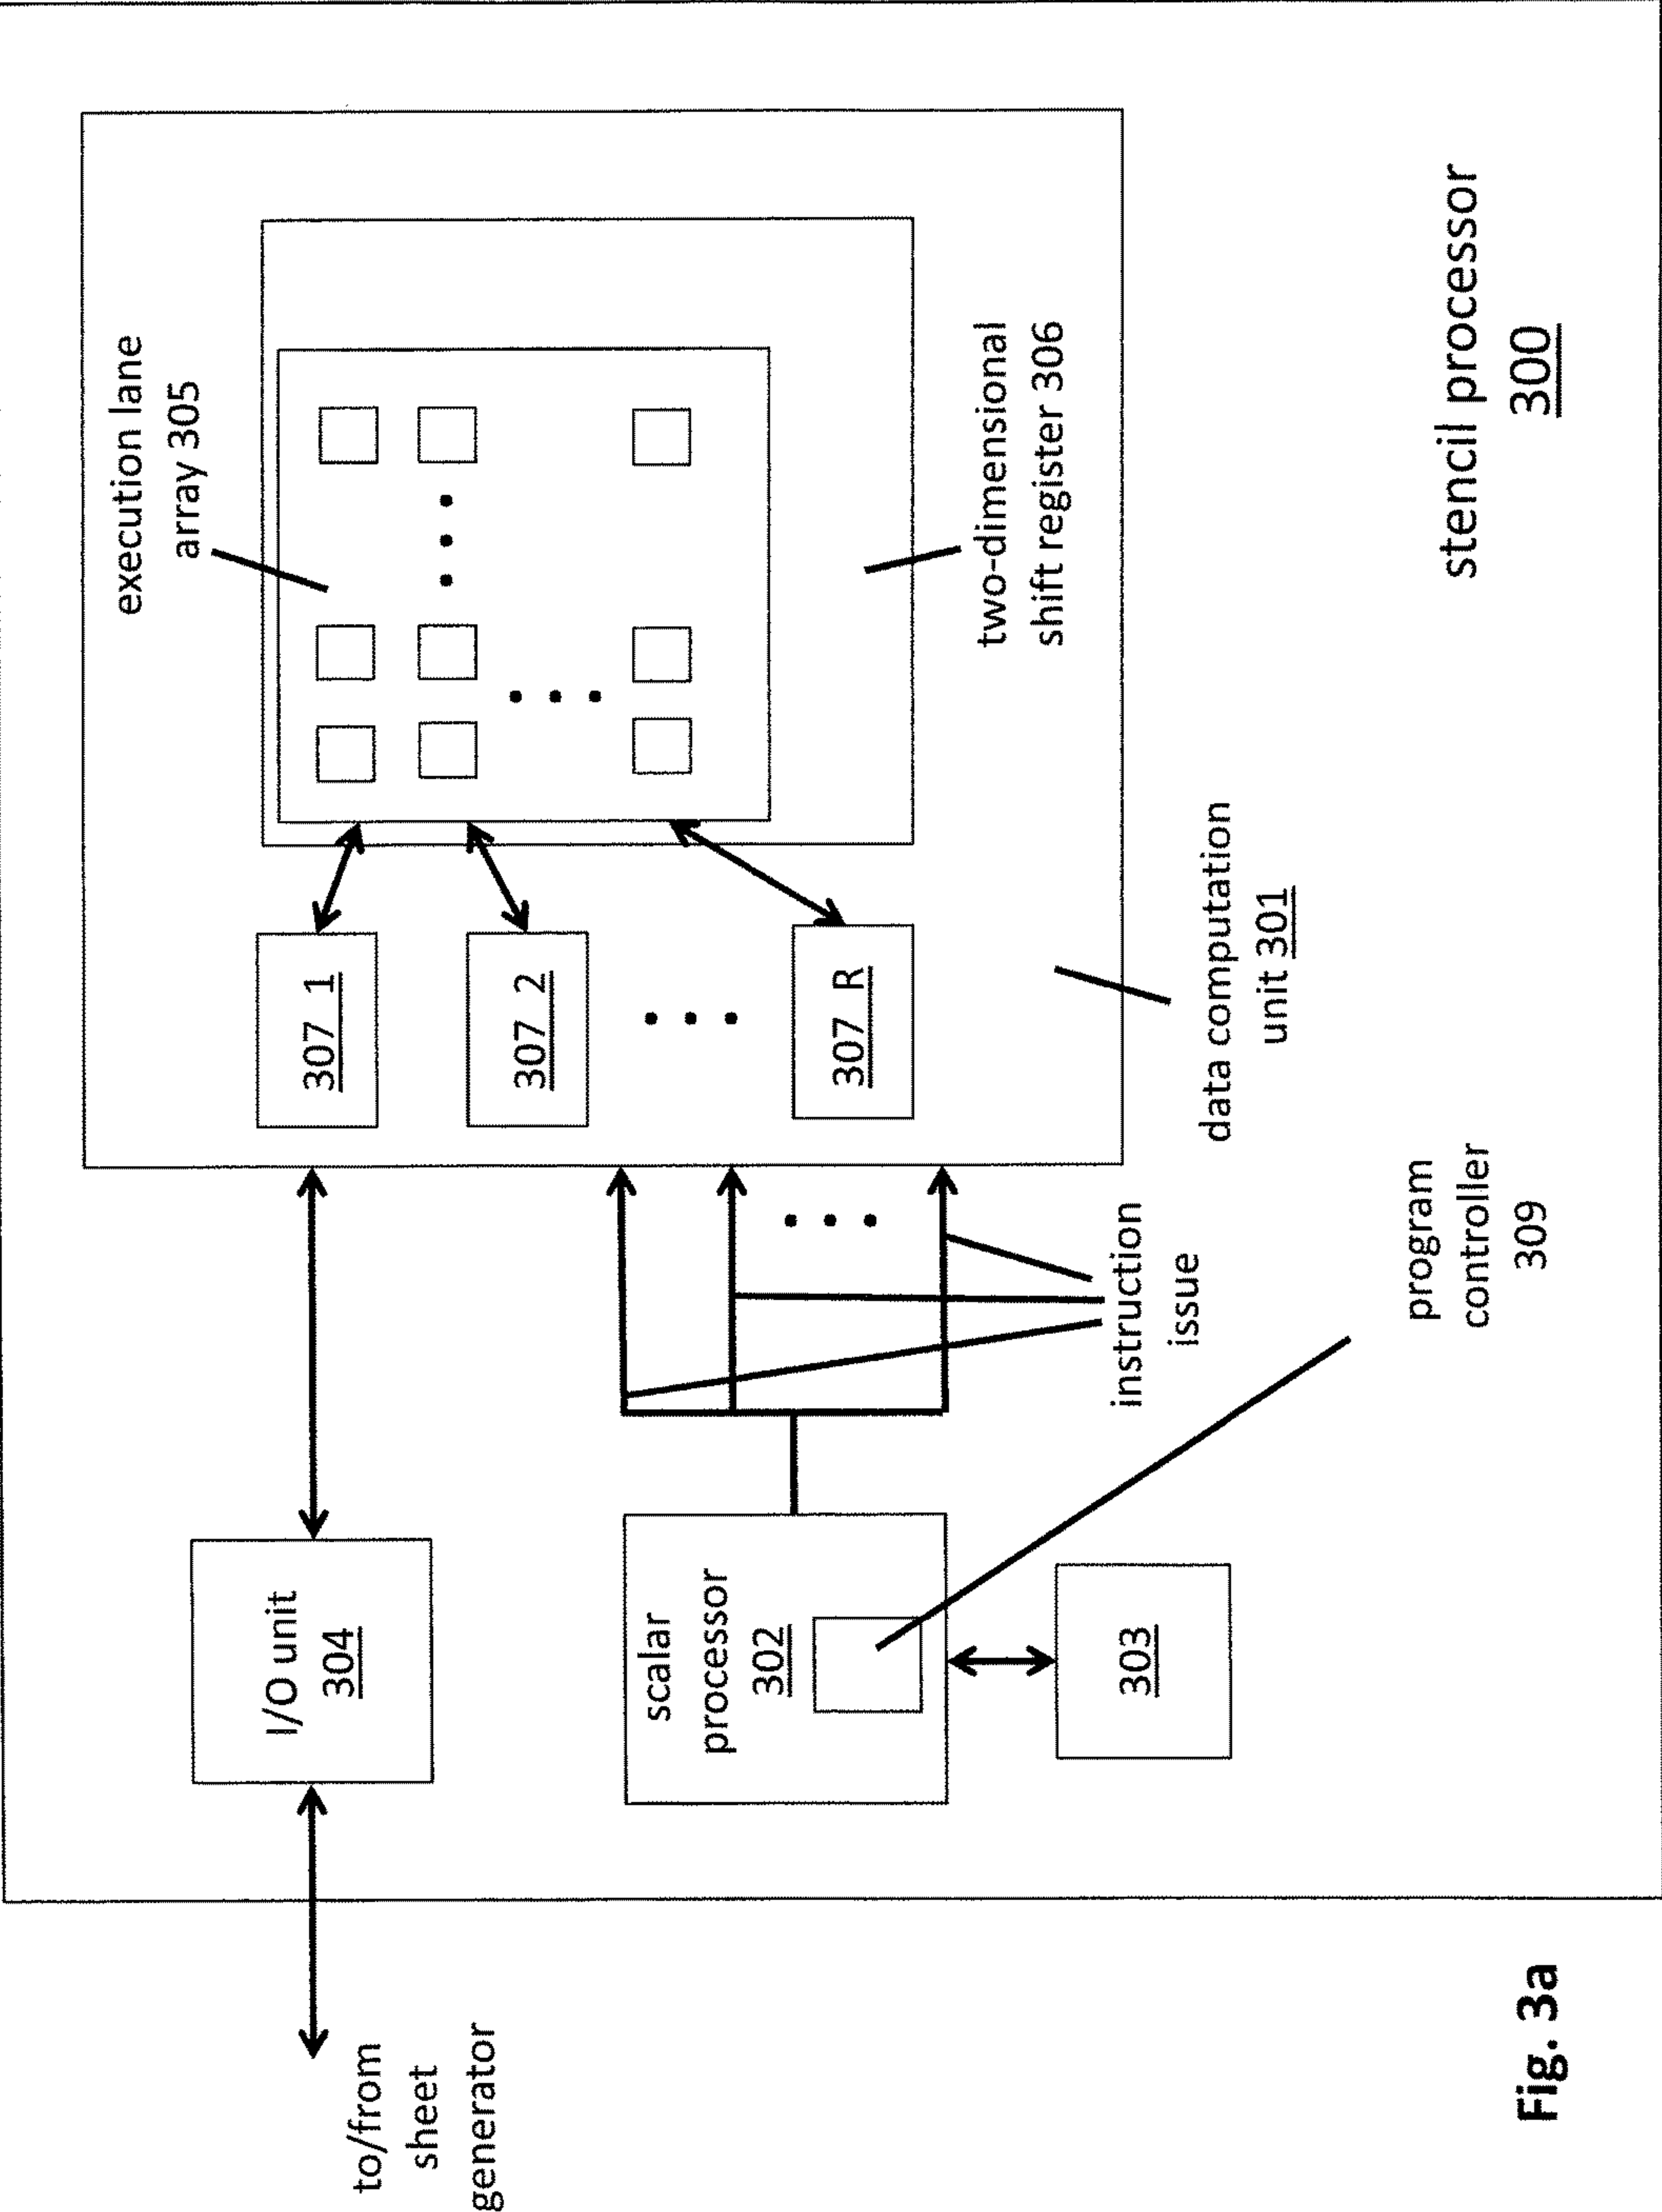 execution lane
array 305
307_1
307_2
307_R
two-dimensional
shift register 306
data computation
unit 301
I/O unit
304
to/from
sheet
generator
scalar
processor
302
303
instruction
issue
program
controller
309
stencil processor
300
Fig. 3a